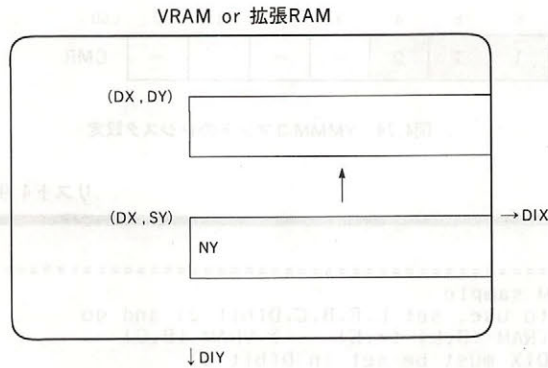 VRAM or 拡張RAM
(DX , DY)
(DX , SY)
→DIX
NY
↓DIY